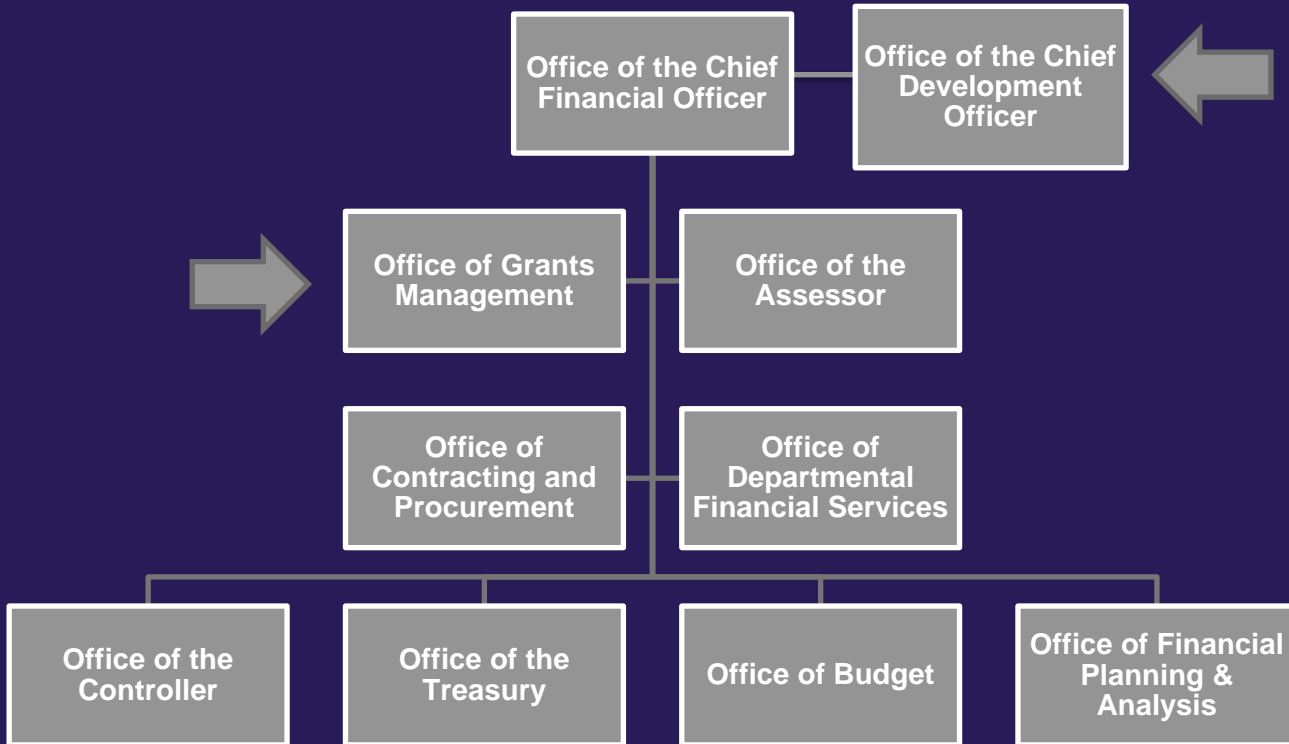 Office of the Chief
Financial Officer
Office of the Chief
Development
Officer
Office of Grants
Management
Office of the
Assessor
Office of
Contracting and
Procurement
Office of
Departmental
Financial Services
Office of the
Controller
Office of the
Treasury
Office of Budget
Office of Financial
Planning &
Analysis